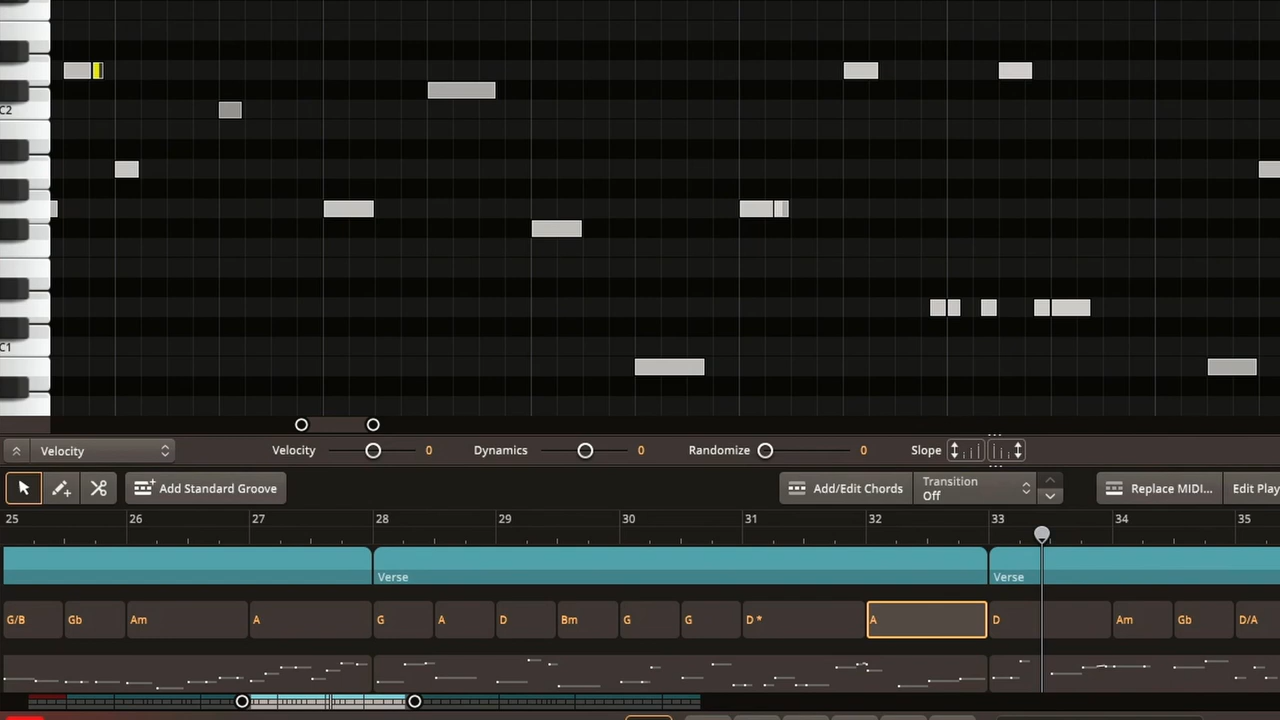 C2
C1
Velocity Velocity 0 Dynamics 0 Randomize 0 Slope
Add Standard Groove Add/Edit Chords Transition Off Replace MIDI... Edit Play
25 26 27 28 29 30 31 32 33 34 35
Verse Verse
G/B Gb Am A G A D Bm G G D * A D Am Gb D/A